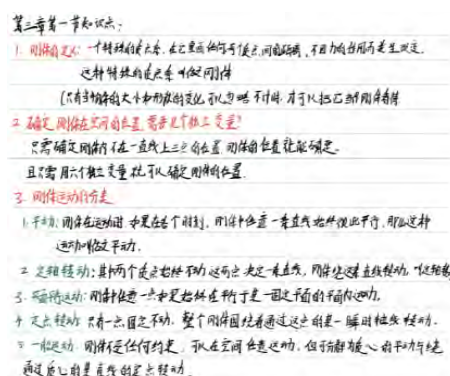 第三章第一节知识点:
1. 刚体的定义: 一个特殊的质点系, 在它里面任何两个质点间的距离, 不因力的作用而发生改变.
这种特殊的质点系叫做刚体
(只有当物体的大小和形状的变化可以忽略不计时, 才可以把它当刚体看待
2. 确定刚体在空间的位置需要几个独立变量?
只需确定刚体内不在一直线上三点的位置 刚体的位置就能确定.
且只需用六个独立变量就可以确定刚体的位置.
3. 刚体运动的分类
1. 平动: 刚体在运动时, 如果在各个时刻, 刚体中任意一条直线始终彼此平行, 那么这种
运动叫做平动.
2. 定轴转动: 其中两个质点始终不动 这两点决定一条直线, 刚体绕这条直线转动,
3. 平面平行运动: 刚体中任意一点如果始终在平行于某一固定平面的平面内运动.
4. 定点转动: 只有一点固定不动, 整个刚体围绕着通过这点的某一瞬时轴线转动.
5. 一般运动: 刚体不受任何约束, 可以在空间任意运动, 但可分解为质心的平动与绕
通过质心的某直线的定点转动.